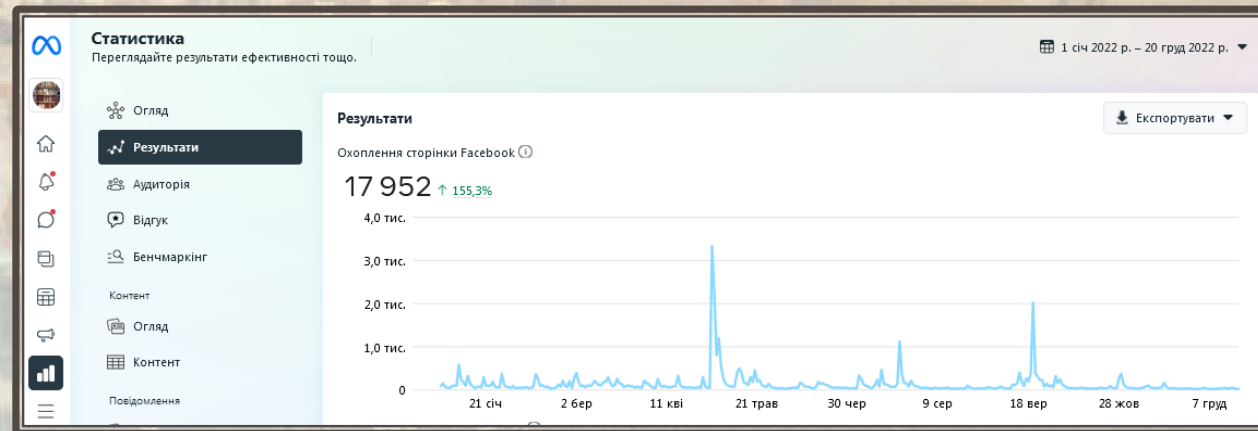 Статистика
Переглядайте результати ефективності тощо.
1 січ 2022 р. – 20 груд 2022 р.
Огляд
Результати
Аудиторія
Відгук
Бенчмаркінг
Контент
Огляд
Контент
Повідомлення
Результати
Експортувати
Охоплення сторінки Facebook
17 952 ↑ 155,3%
4,0 тис.
3,0 тис.
2,0 тис.
1,0 тис.
0
21 січ 2 бер 11 кві 21 трав 30 чер 9 сер 18 вер 28 жов 7 груд